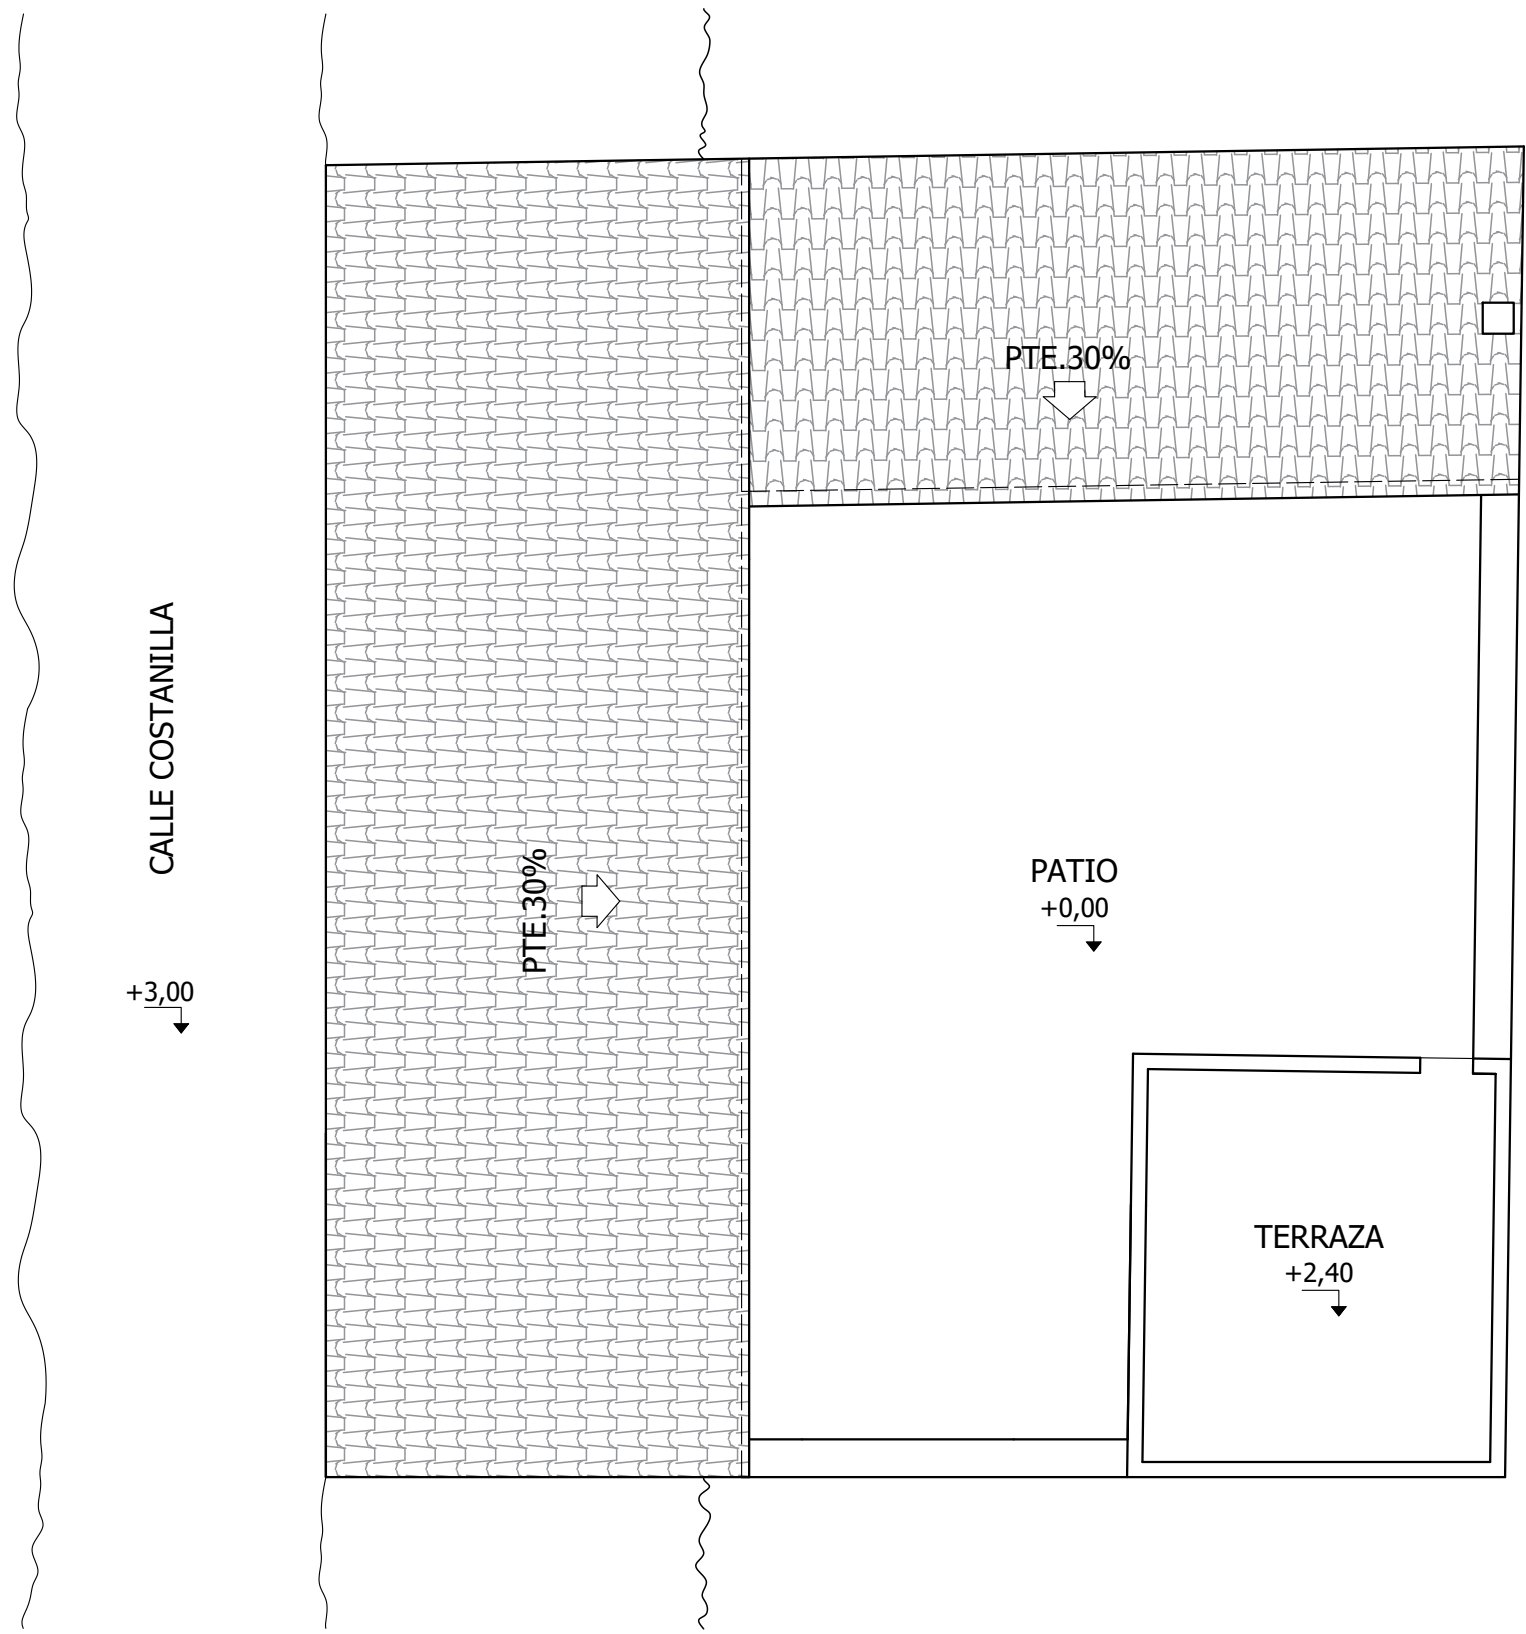 PTE.30%
CALLE COSTANILLA
PTE.30%
PATIO
+0,00
+3,00
TERRAZA
+2,40